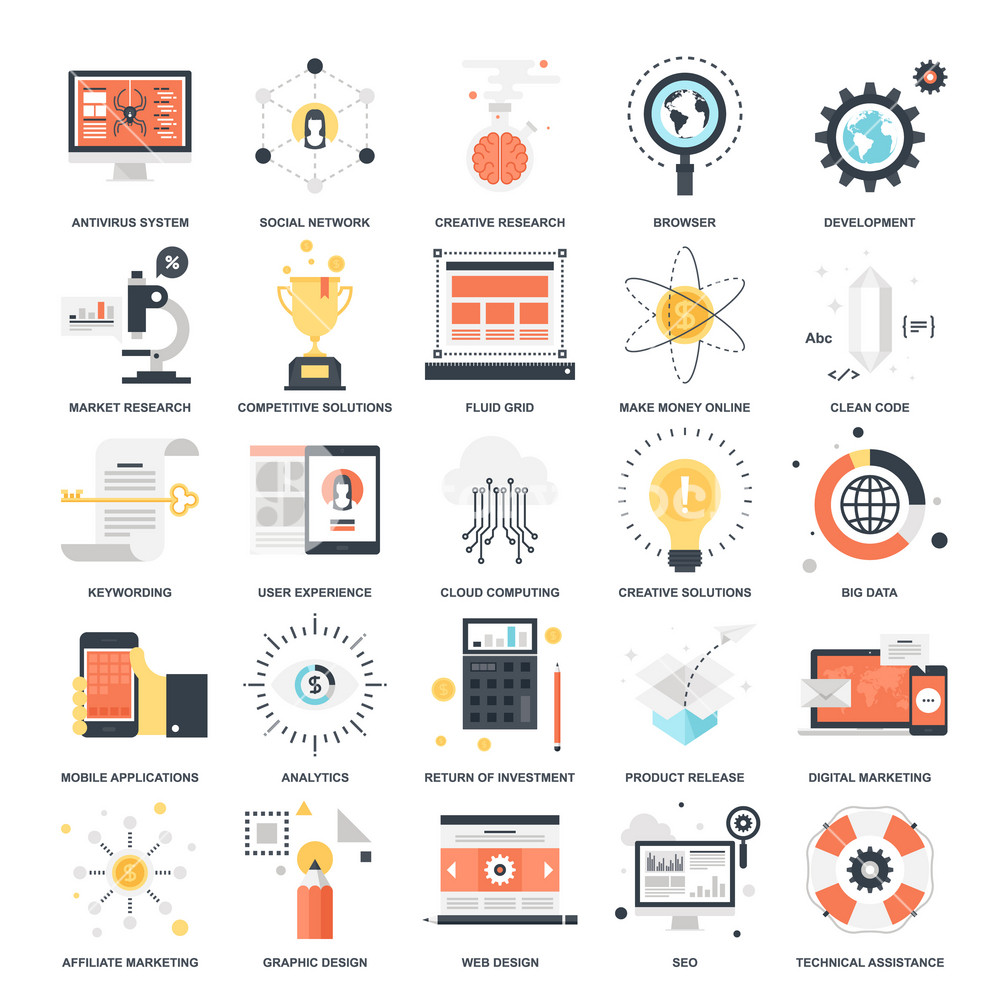 ANTIVIRUS SYSTEM
SOCIAL NETWORK
CREATIVE RESEARCH
BROWSER
DEVELOPMENT
%
Abc
</>
MARKET RESEARCH
COMPETITIVE SOLUTIONS
FLUID GRID
MAKE MONEY ONLINE
CLEAN CODE
!
KEYWORDING
USER EXPERIENCE
CLOUD COMPUTING
CREATIVE SOLUTIONS
BIG DATA
$
MOBILE APPLICATIONS
ANALYTICS
RETURN OF INVESTMENT
PRODUCT RELEASE
DIGITAL MARKETING
$
AFFILIATE MARKETING
GRAPHIC DESIGN
WEB DESIGN
SEO
TECHNICAL ASSISTANCE